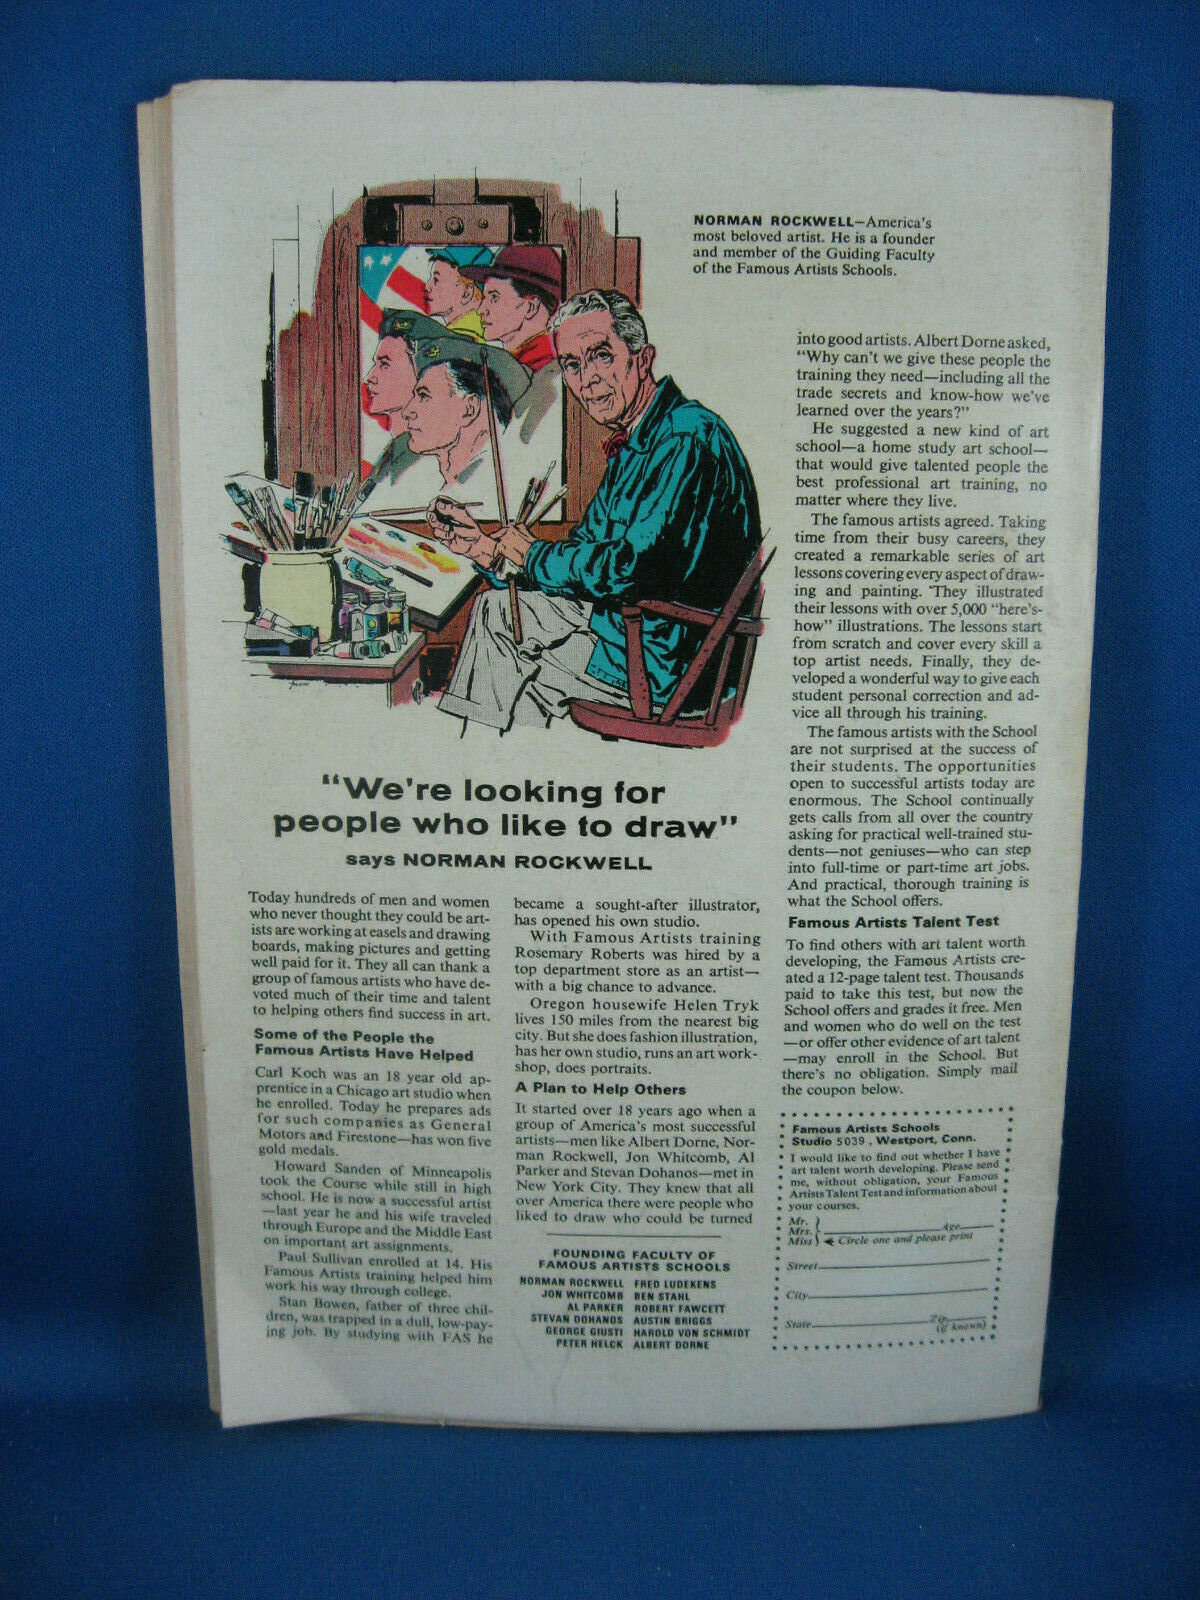 NORMAN ROCKWELL—America's
most beloved artist. He is a founder
and member of the Guiding Faculty
of the Famous Artists Schools.
"We're looking for
people who like to draw"
says NORMAN ROCKWELL
Today hundreds of men and women
who never thought they could be art-
ists are working at easels and drawing
boards, making pictures and getting
well paid for it. They all can thank a
group of famous artists who have de-
voted much of their time and talent
to helping others find success in art.
Some of the People the
Famous Artists Have Helped
Carl Koch was an 18 year old ap-
prentice in a Chicago art studio when
he enrolled. Today he prepares ads
for such companies as General
Motors and Firestone—has won five
gold medals.
Howard Sanden of Minneapolis
took the Course while still in high
school. He is now a successful artist
—last year he and his wife traveled
through Europe and the Middle East
on important art assignments.
Paul Sullivan enrolled at 14. His
Famous Artists training helped him
work his way through college.
Stan Bowen, father of three chil-
dren, was trapped in a dull, low-pay-
ing job. By studying with FAS he
became a sought-after illustrator,
has opened his own studio.
With Famous Artists training
Rosemary Roberts was hired by a
top department store as an artist—
with a big chance to advance.
Oregon housewife Helen Tryk
lives 150 miles from the nearest big
city. But she does fashion illustration,
has her own studio, runs an art work-
shop, does portraits.
A Plan to Help Others
It started over 18 years ago when a
group of America's most successful
artists—men like Albert Dorne, Nor-
man Rockwell, Jon Whitcomb, Al
Parker and Stevan Dohanos—met in
New York City. They knew that all
over America there were people who
liked to draw who could be turned
into good artists. Albert Dorne asked,
"Why can't we give these people the
training they need—including all the
trade secrets and know-how we've
learned over the years?"
He suggested a new kind of art
school—a home study art school—
that would give talented people the
best professional art training, no
matter where they live.
The famous artists agreed. Taking
time from their busy careers, they
created a remarkable series of art
lessons covering every aspect of draw-
ing and painting. They illustrated
their lessons with over 5,000 "here's-
how" illustrations. The lessons start
from scratch and cover every skill a
top artist needs. Finally, they de-
veloped a wonderful way to give each
student personal correction and ad-
vice all through his training.
The famous artists with the School
are not surprised at the success of
their students. The opportunities
open to successful artists today are
enormous. The School continually
gets calls from all over the country
asking for practical well-trained stu-
dents—not geniuses—who can step
into full-time or part-time art jobs.
And practical, thorough training is
what the School offers.
Famous Artists Talent Test
To find others with art talent worth
developing, the Famous Artists cre-
ated a 12-page talent test. Thousands
paid to take this test, but now the
School offers and grades it free. Men
and women who do well on the test
—or offer other evidence of art talent
—may enroll in the School. But
there's no obligation. Simply mail
the coupon below.
FOUNDING FACULTY OF
FAMOUS ARTISTS SCHOOLS
NORMAN ROCKWELL FRED LUDEKENS
JON WHITCOMB BEN STAHL
AL PARKER ROBERT FAWCETT
STEVAN DOHANOS AUSTIN BRIGGS
GEORGE GIUSTI HAROLD VON SCHMIDT
PETER HELCK ALBERT DORNE
Famous Artists Schools
Studio 5039, Westport, Conn.
I would like to find out whether I have
art talent worth developing. Please send
me, without obligation, your Famous
Artists Talent Test and information about
your courses.
Mr.
Mrs. Age
Miss Circle one and please print
Street
City
State Zip
(if known)